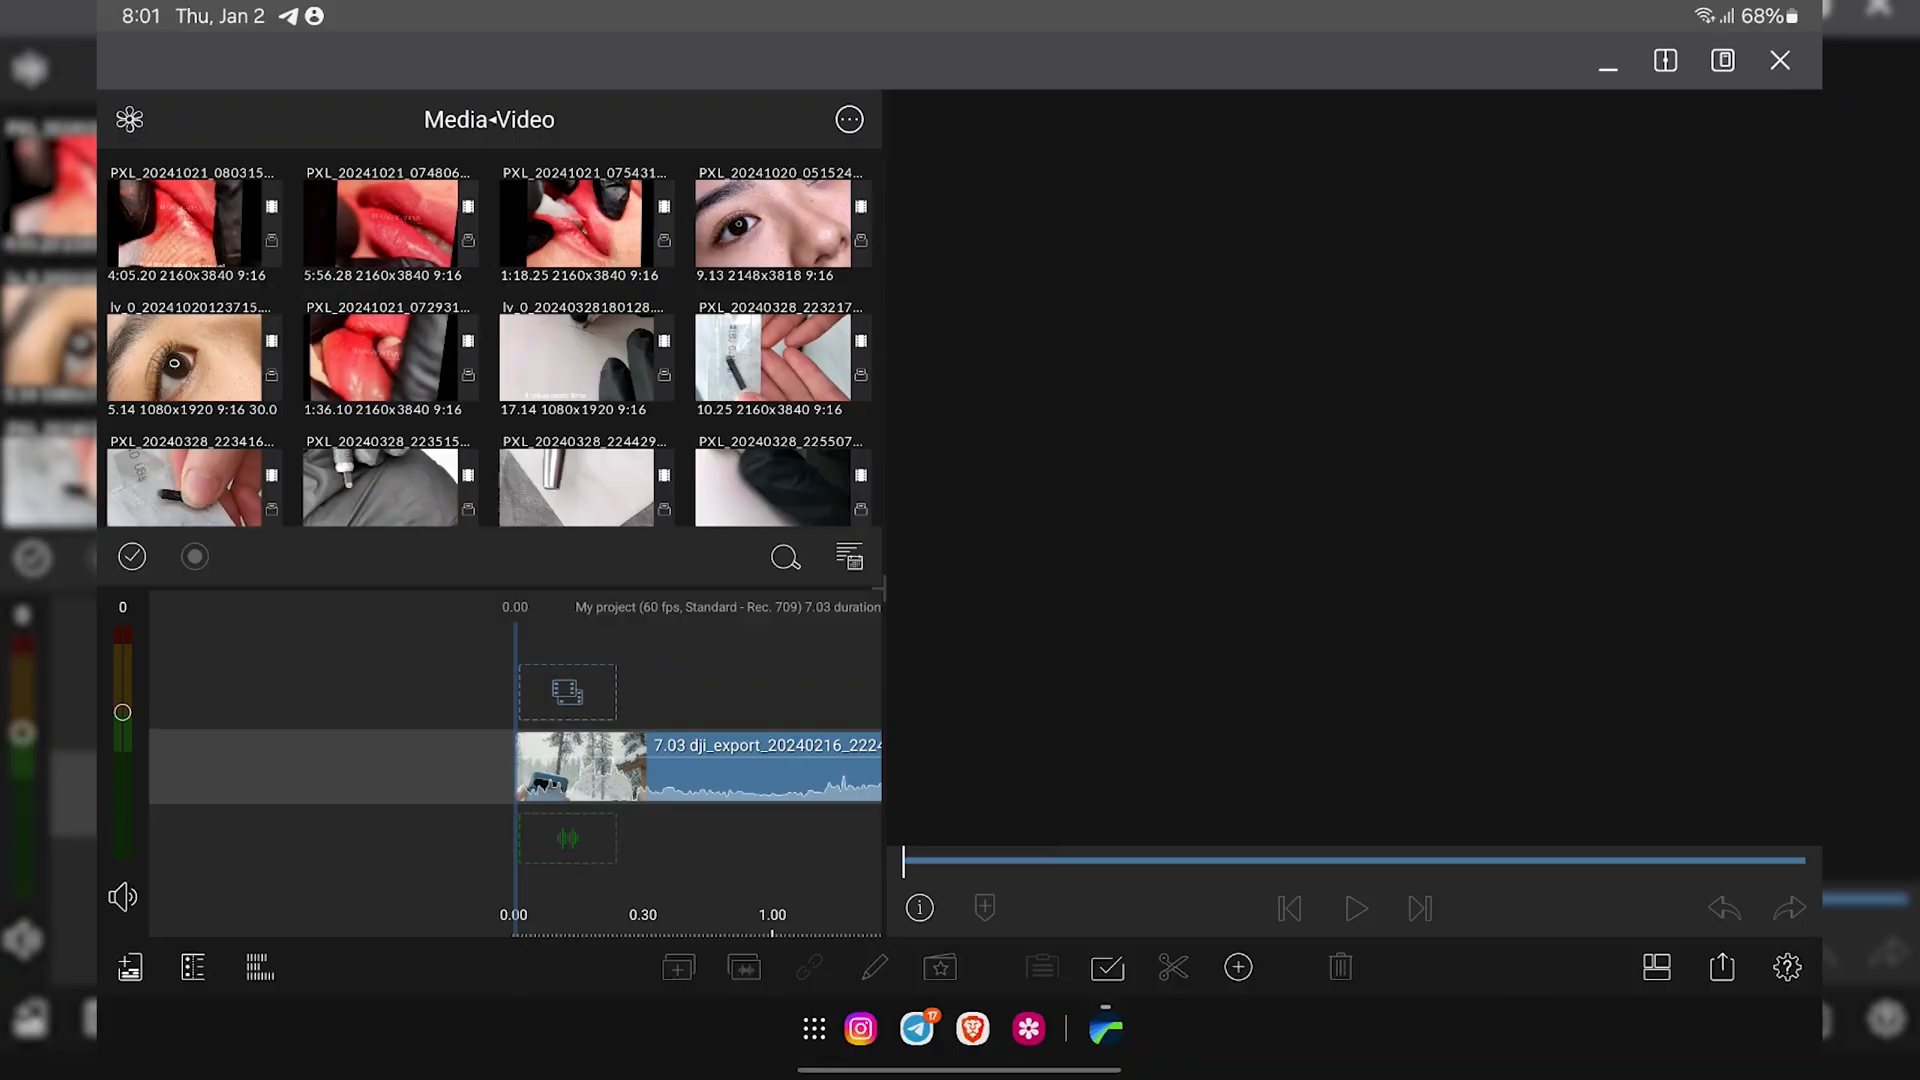 8:01 Thu, Jan 2
68%
Media◂Video
PXL_20241021_080315...
PXL_20241021_074806...
PXL_20241021_075431...
PXL_20241020_051524...
4:05.20 2160x3840 9:16
5:56.28 2160x3840 9:16
1:18.25 2160x3840 9:16
9.13 2148x3818 9:16
lv_0_20241020123715....
PXL_20241021_072931...
lv_0_20240328180128....
PXL_20240328_223217...
5.14 1080x1920 9:16 30.0
1:36.10 2160x3840 9:16
17.14 1080x1920 9:16
10.25 2160x3840 9:16
PXL_20240328_223416...
PXL_20240328_223515...
PXL_20240328_224429...
PXL_20240328_225507...
0
0.00
My project (60 fps, Standard - Rec. 709) 7.03 duration
7.03 dji_export_20240216_2224
0.00
0.30
1.00
17